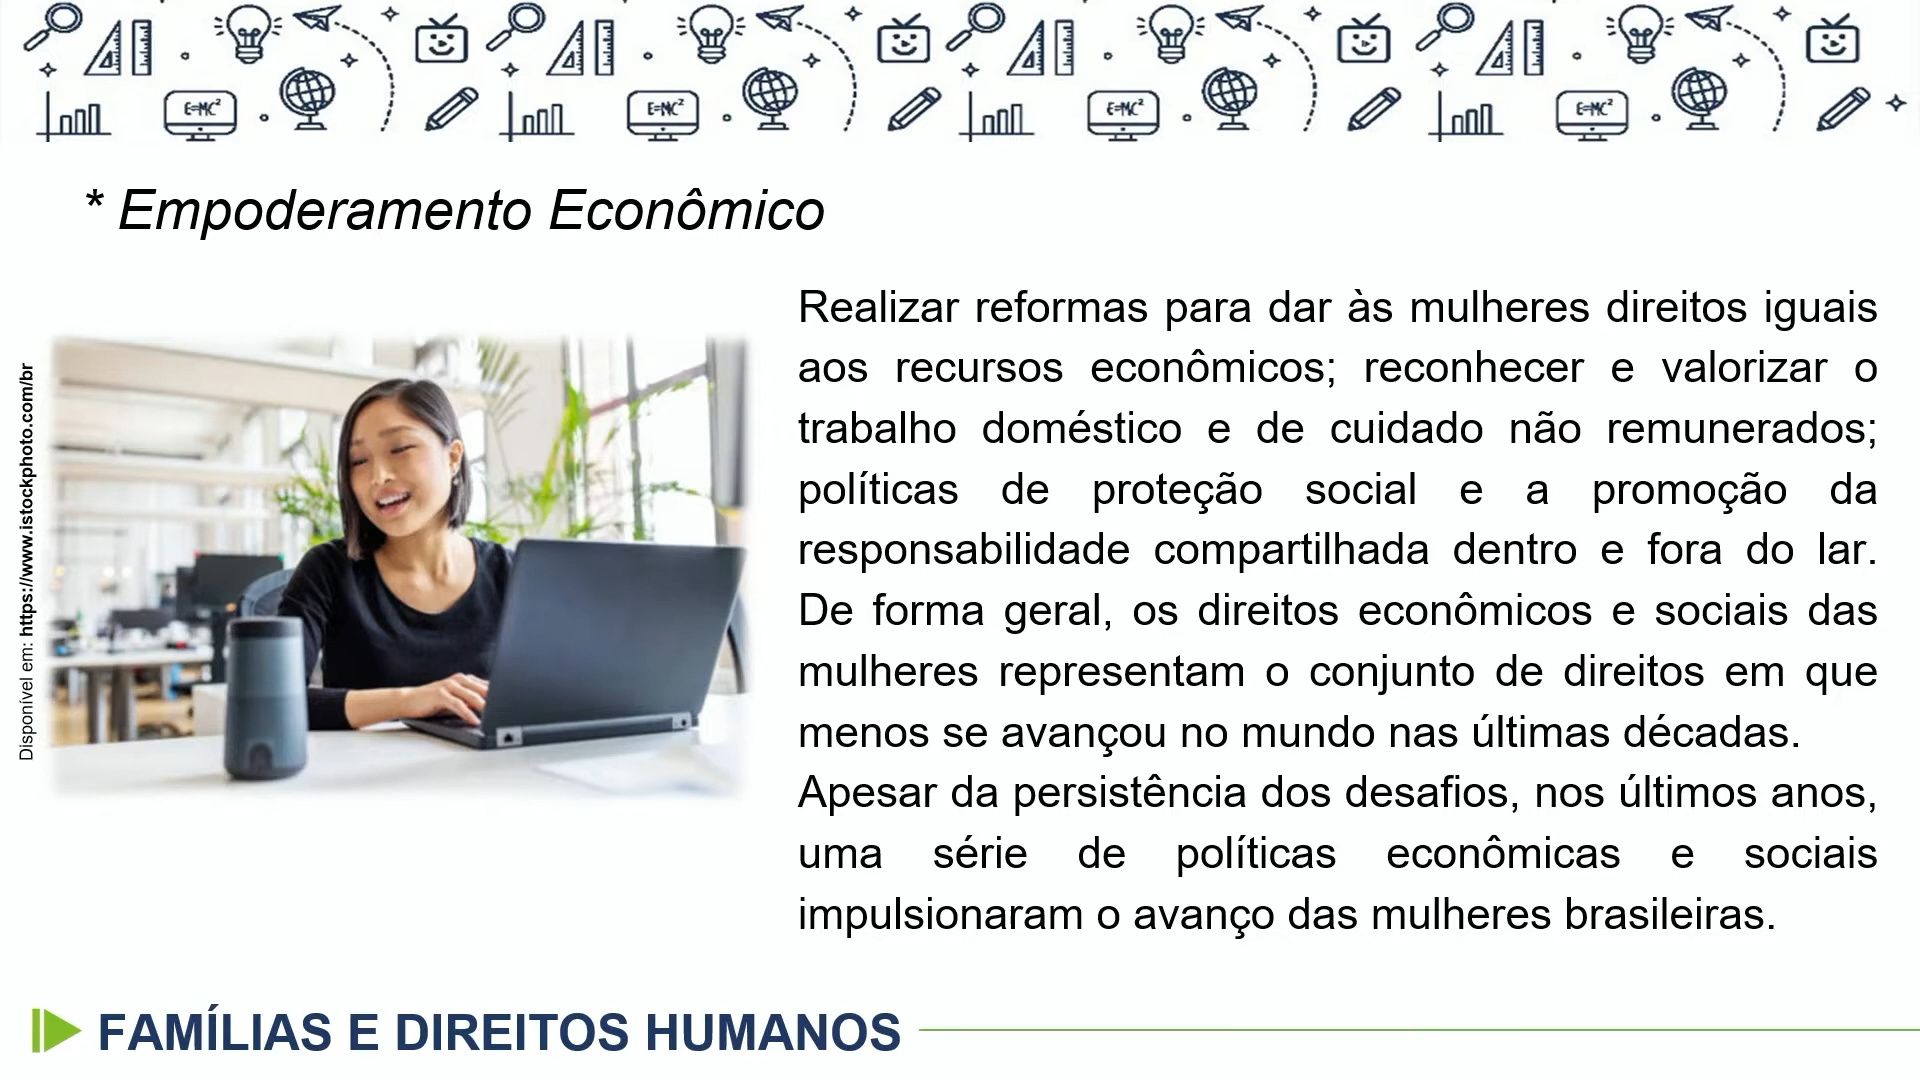 E=MC²
E=MC²
E=MC²
E=MC²
* Empoderamento Econômico
Disponível em: https://www.istockphoto.com/br
Realizar reformas para dar às mulheres direitos iguais
aos recursos econômicos; reconhecer e valorizar o
trabalho doméstico e de cuidado não remunerados;
políticas de proteção social e a promoção da
responsabilidade compartilhada dentro e fora do lar.
De forma geral, os direitos econômicos e sociais das
mulheres representam o conjunto de direitos em que
menos se avançou no mundo nas últimas décadas.
Apesar da persistência dos desafios, nos últimos anos,
uma série de políticas econômicas e sociais
impulsionaram o avanço das mulheres brasileiras.
FAMÍLIAS E DIREITOS HUMANOS